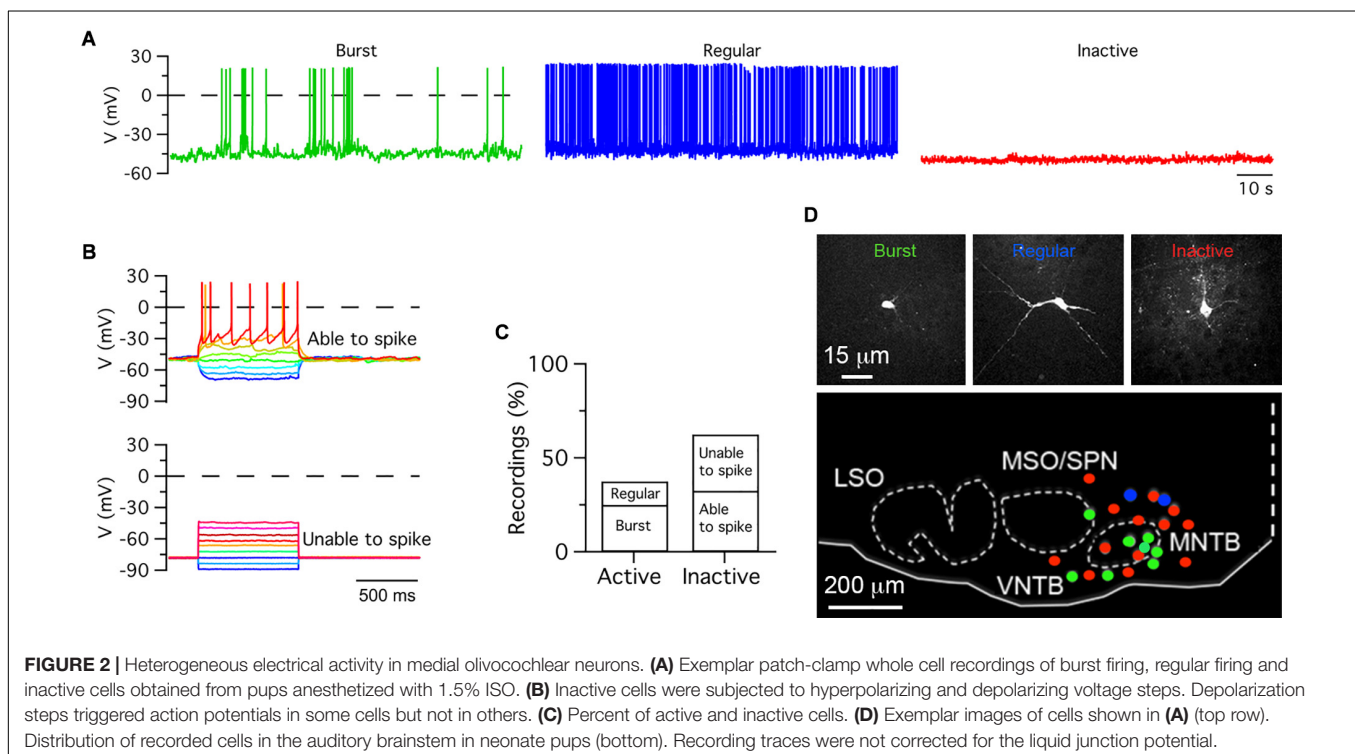 A
Burst
Regular
Inactive
30
0
-30
-60
V (mV)
10 s
B
30
0
-30
-60
-90
V (mV)
Able to spike
30
0
-30
-60
-90
V (mV)
Unable to spike
500 ms
C
100
50
0
Recordings (%)
Regular
Burst
Unable
to spike
Able
to spike
Active
Inactive
D
Burst
Regular
Inactive
15 μm
LSO
MSO/SPN
MNTB
VNTB
200 μm
FIGURE 2 | Heterogeneous electrical activity in medial olivocochlear neurons. (A) Exemplar patch-clamp whole cell recordings of burst firing, regular firing and
inactive cells obtained from pups anesthetized with 1.5% ISO. (B) Inactive cells were subjected to hyperpolarizing and depolarizing voltage steps. Depolarization
steps triggered action potentials in some cells but not in others. (C) Percent of active and inactive cells. (D) Exemplar images of cells shown in (A) (top row).
Distribution of recorded cells in the auditory brainstem in neonate pups (bottom). Recording traces were not corrected for the liquid junction potential.